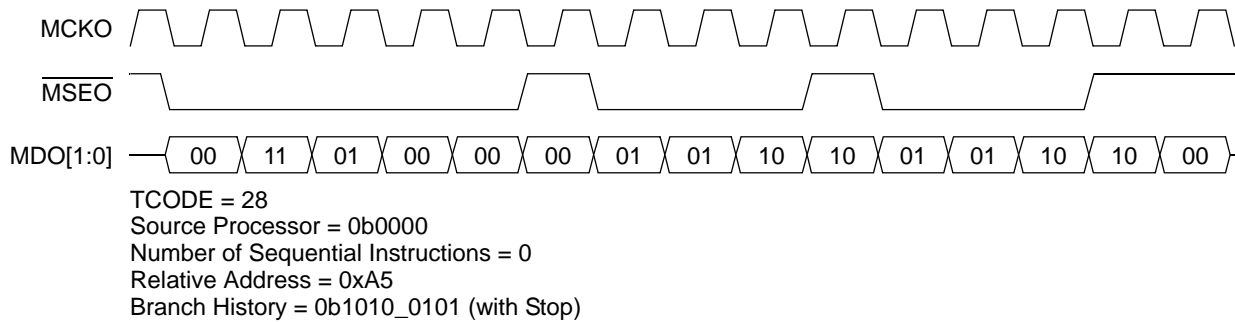 MCKO
MSEO
MDO[1:0] 00 11 01 00 00 00 01 01 10 10 01 01 10 10 00
TCODE = 28
Source Processor = 0b0000
Number of Sequential Instructions = 0
Relative Address = 0xA5
Branch History = 0b1010_0101 (with Stop)